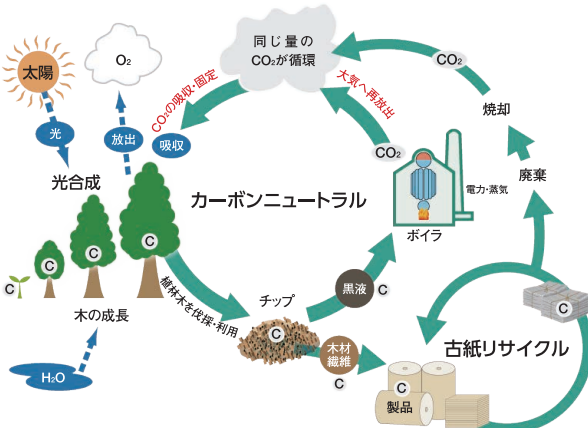 太陽
O₂
同じ量の
CO₂が循環
CO₂
CO₂の吸収・固定
大気へ再放出
焼却
光
放出
吸収
CO₂
光合成
電力・蒸気
廃棄
カーボンニュートラル
ボイラ
C
C
C
C
木の成長
植林木を伐採・利用
チップ
C
黒液
C
C
木材
繊維
C
古紙リサイクル
H₂O
C
製品